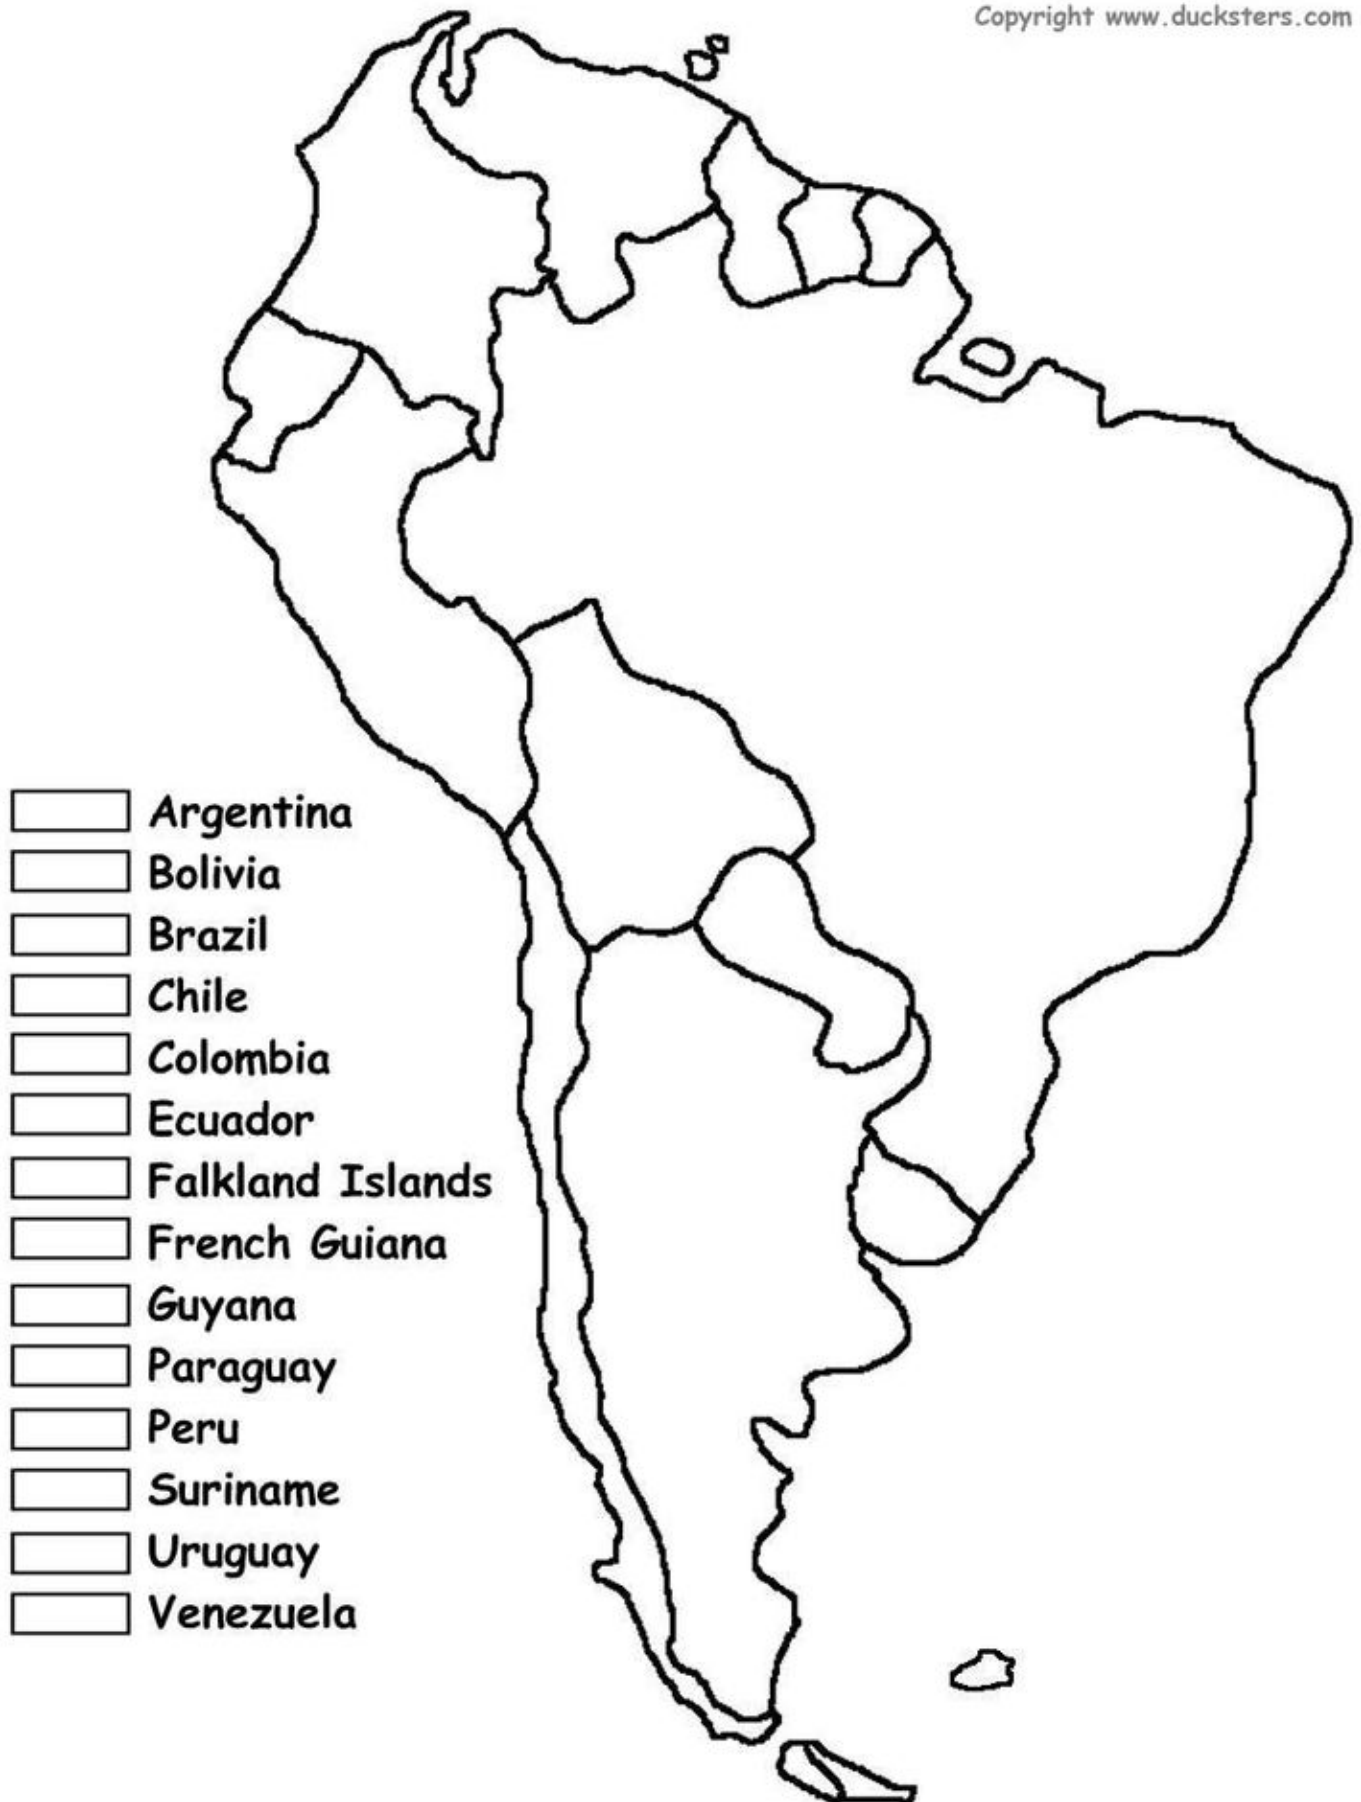 Copyright www.ducksters.com
Argentina
Bolivia
Brazil
Chile
Colombia
Ecuador
Falkland Islands
French Guiana
Guyana
Paraguay
Peru
Suriname
Uruguay
Venezuela